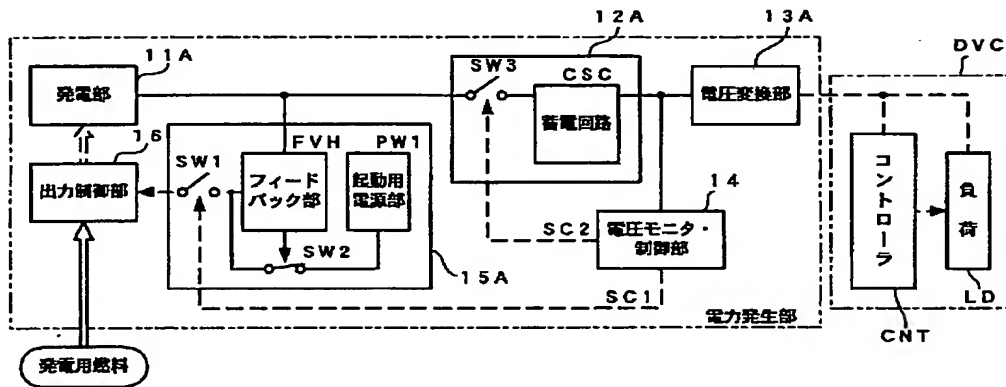 12A
13A
11A
DVC
SW3
CSC
発電部
電圧変換部
蓄電回路
16
SW1
FVH
PW1
フィード
バック部
起動用
電源部
出力制御部
14
コントローラ
負荷
SC2
電圧モニタ・
制御部
SW2
15A
SC1
LD
電力発生部
CNT
発電用燃料